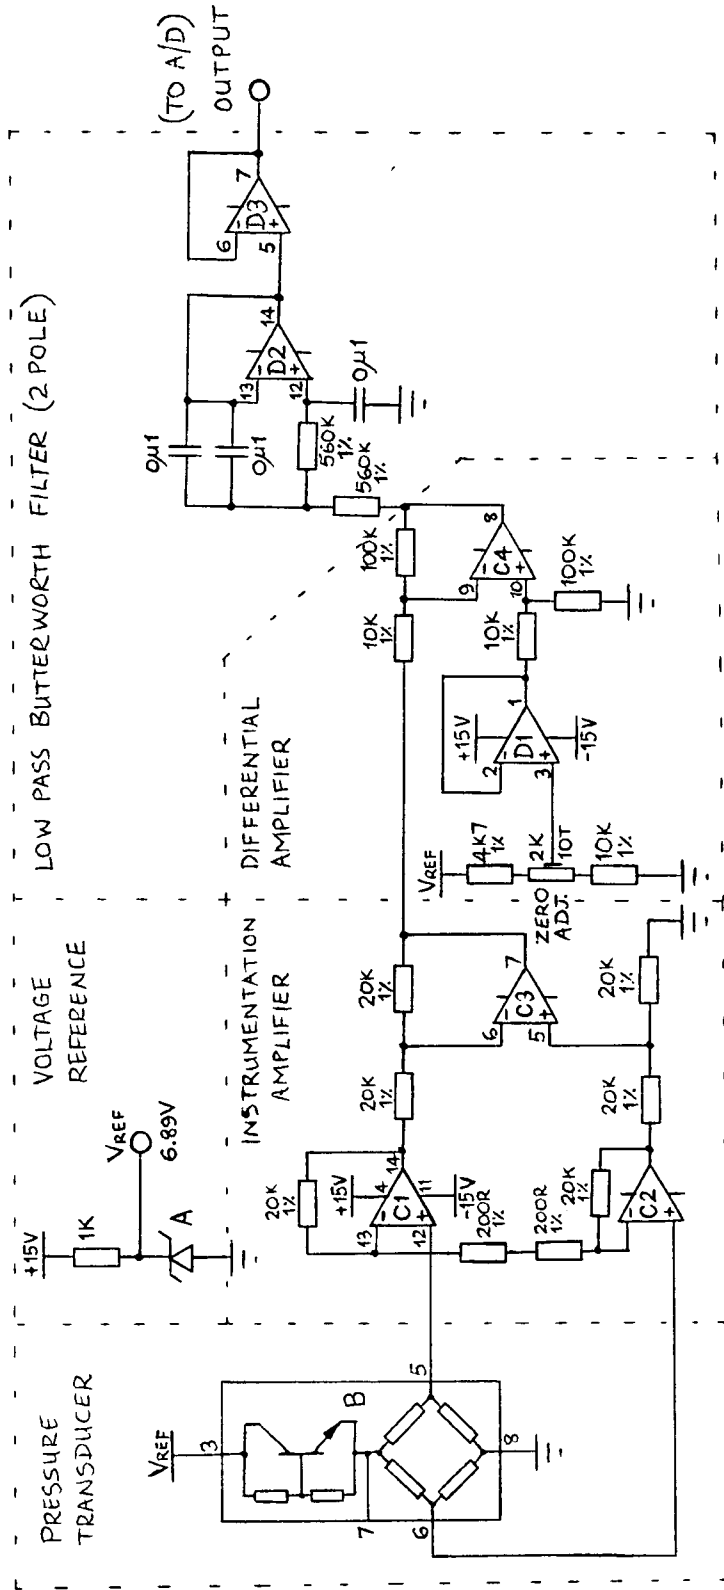 PRESSURE
TRANSDUCER
VREF
3
B
7
6
5
8
VOLTAGE
REFERENCE
+15V
1K
VREF
6.89V
A
INSTRUMENTATION
AMPLIFIER
20K
1%
+15V
4
13
-
C1
+
12
14
11
-15V
200R
1%
200R
1%
20K
1%
-
C2
+
20K
1%
20K
1%
6
-
C3
+
5
7
20K
1%
20K
1%
LOW PASS BUTTERWORTH FILTER (2 POLE)
DIFFERENTIAL
AMPLIFIER
VREF
4K7
1%
2K
10T
ZERO
ADJ.
10K
1%
+15V
2
-
D1
+
3
1
-15V
10K
1%
10K
1%
100K
1%
9
-
C4
+
10
8
100K
1%
560K
1%
560K
1%
0µ1
0µ1
13
-
D2
+
12
14
0µ1
6
-
D3
+
5
7
(TO A/D)
OUTPUT